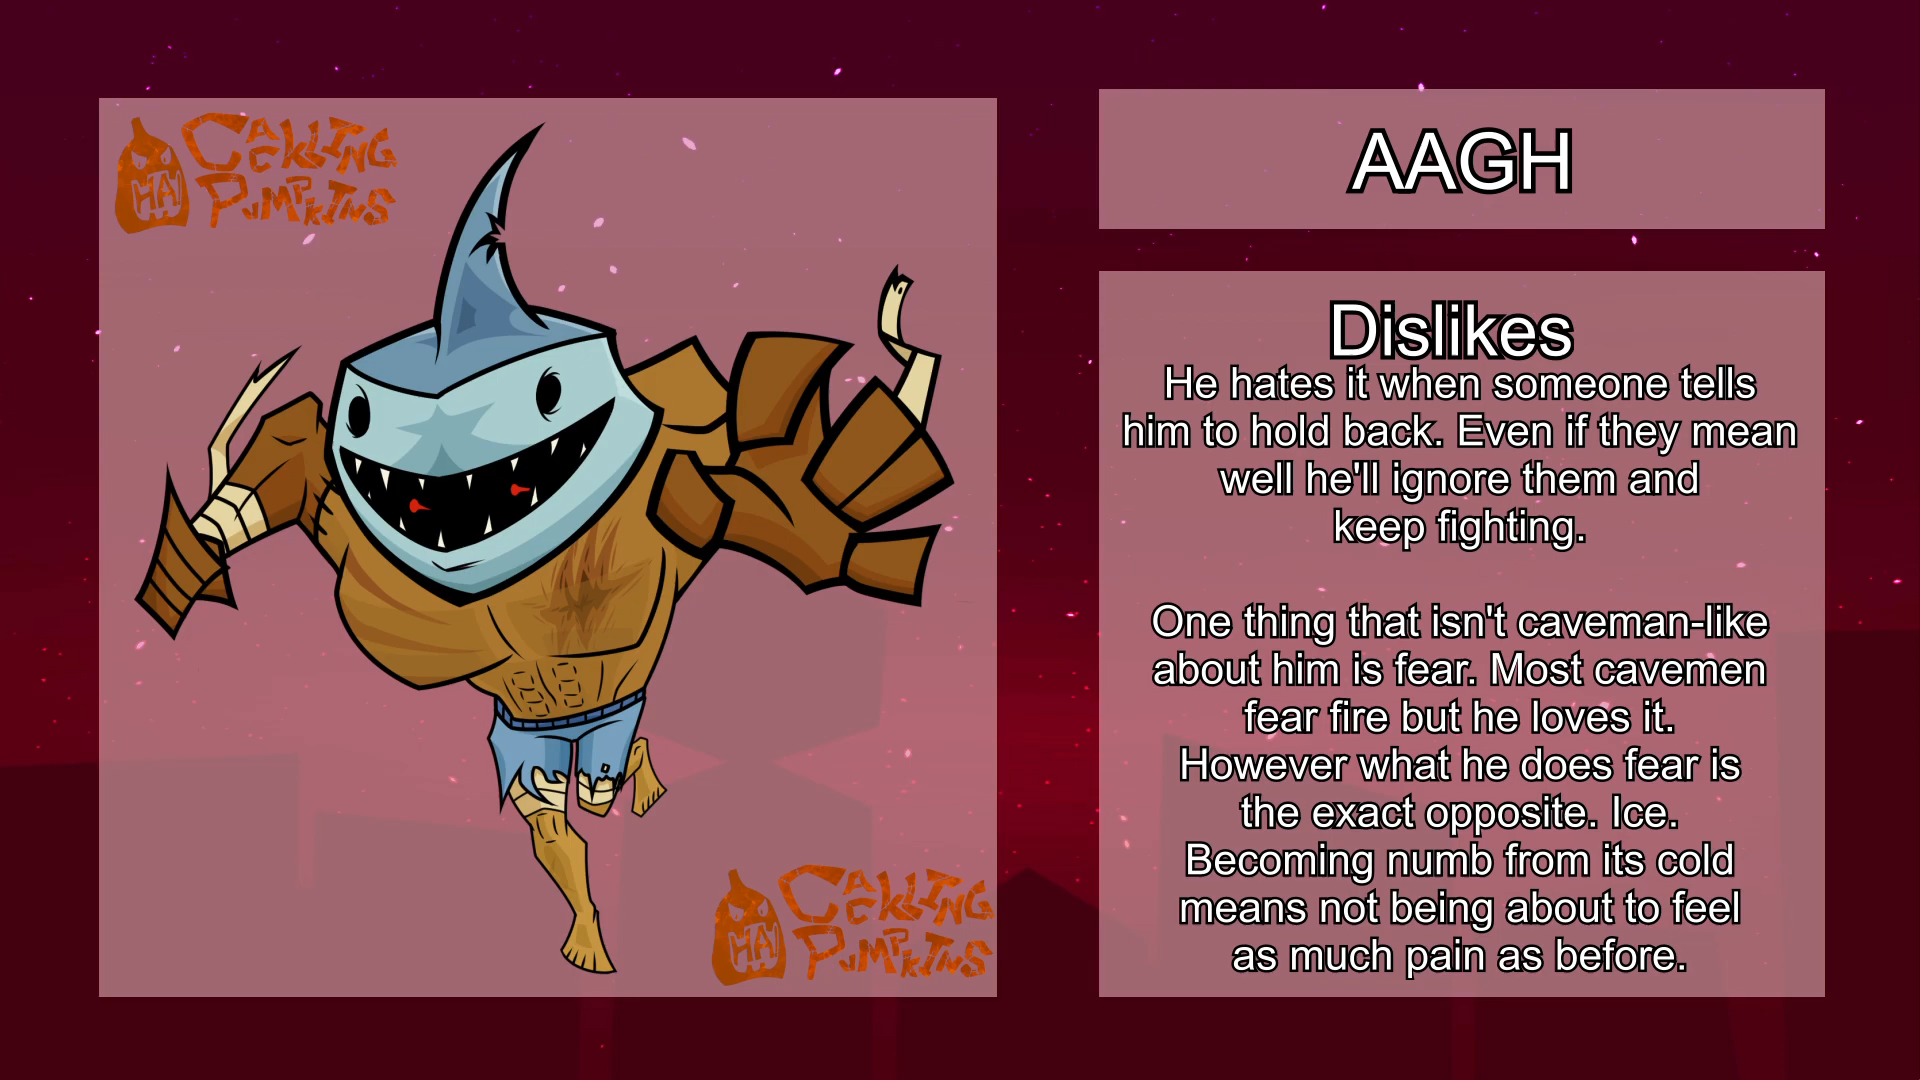 HA!
CACKLING
PUMPKINS
AAGH
Dislikes
He hates it when someone tells
him to hold back. Even if they mean
well he'll ignore them and
keep fighting.
One thing that isn't caveman-like
about him is fear. Most cavemen
fear fire but he loves it.
However what he does fear is
the exact opposite. Ice.
Becoming numb from its cold
means not being about to feel
as much pain as before.
HA!
CACKLING
PUMPKINS